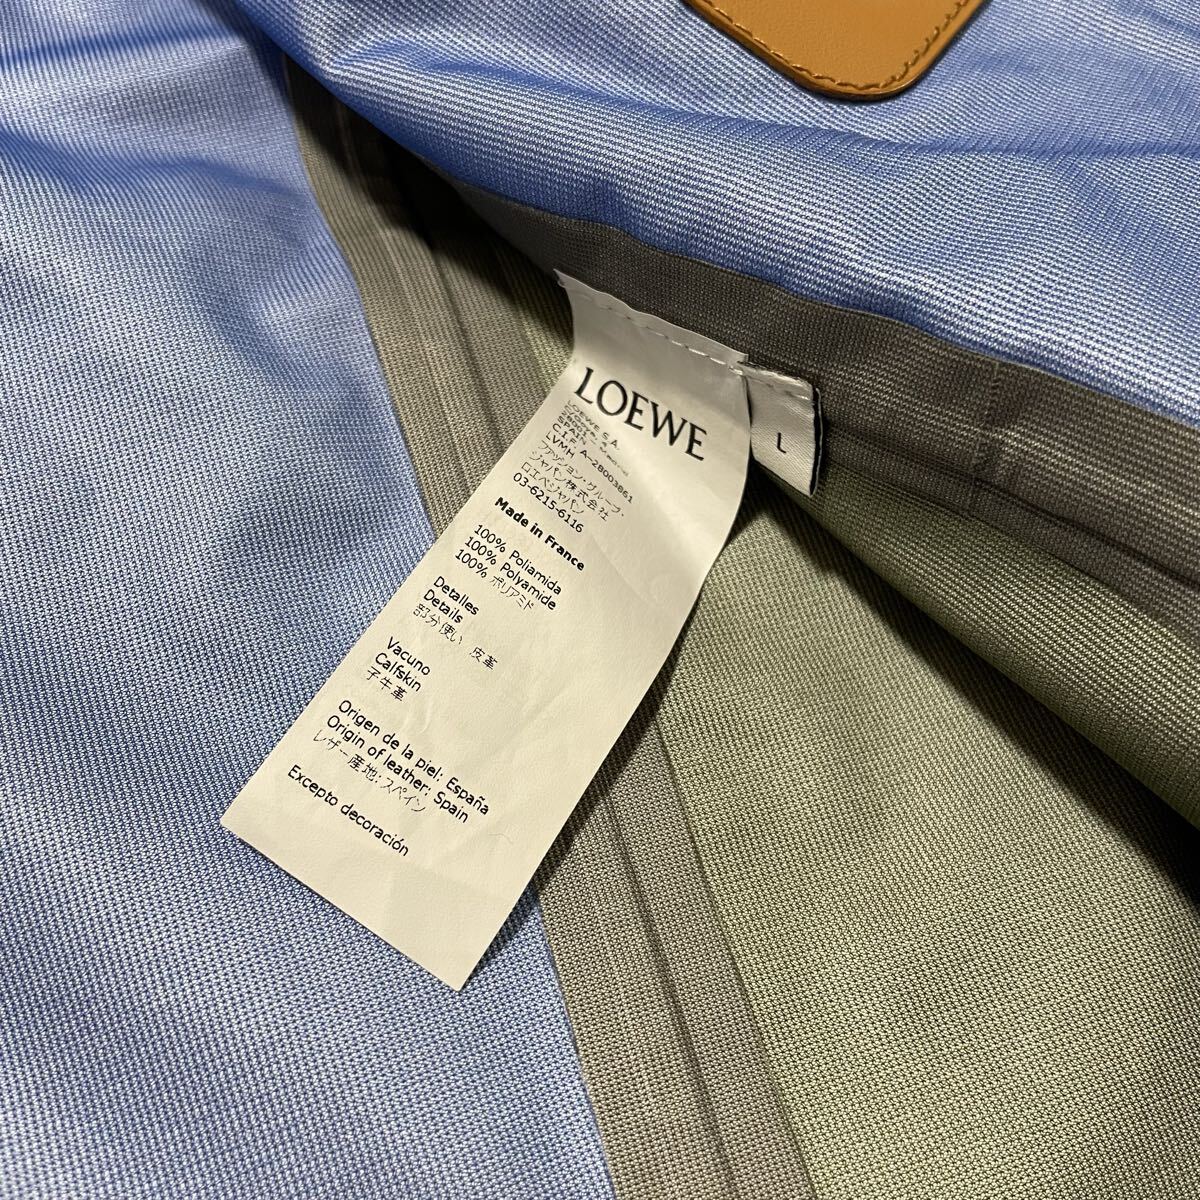 LOEWE
LOEWE S.A.
SPAIN Madrid
C.I.F. A-28003861
LVMH
ファッション・グループ・
ジャパン株式会社
ロエベジャパン
03-6215-6116
Made in France
100% Poliamida
100% Polyamide
100% ポリアミド
Detalles
Details
部分使い 皮革
Vacuno
Calfskin
子牛革
Origen de la piel: España
Origin of leather: Spain
レザー産地: スペイン
Excepto decoración
L